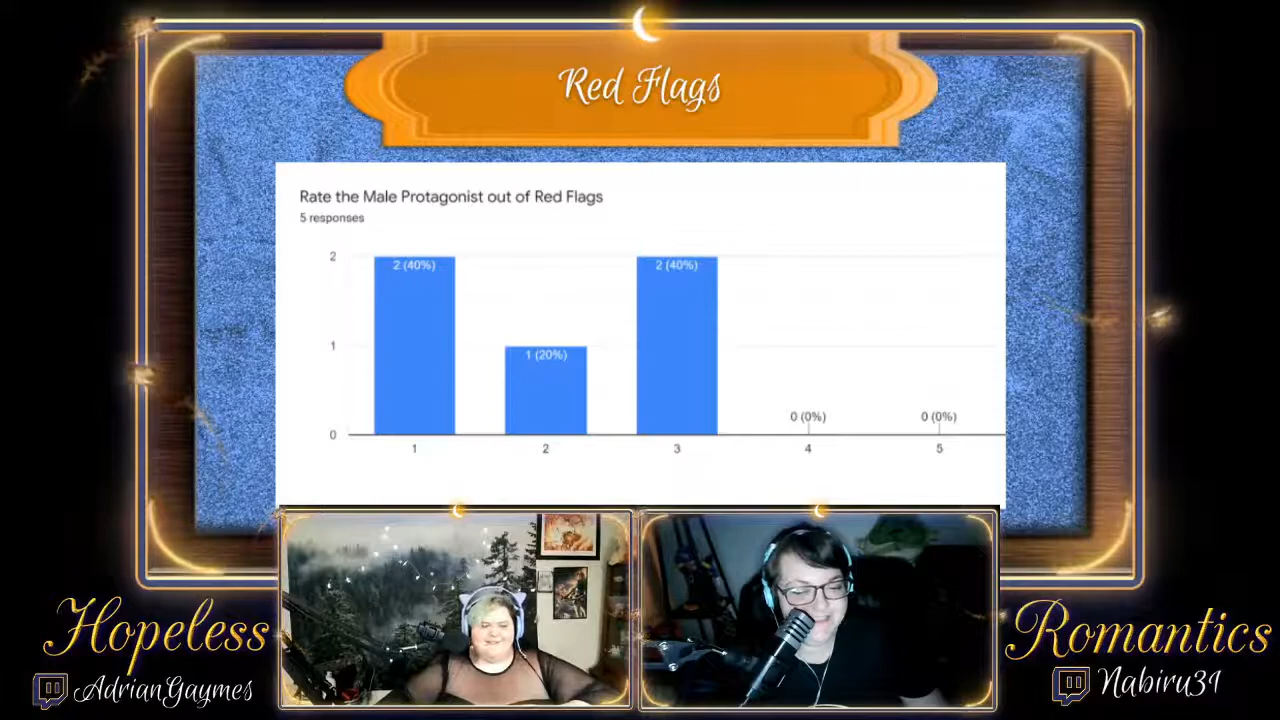 Red Flags
Rate the Male Protagonist out of Red Flags
5 responses
2
2 (40%)
2 (40%)
1
1 (20%)
0 (0%)
0 (0%)
0
1
2
3
4
5
Hopeless
Romantics
AdrianGaymes
Nabiru31